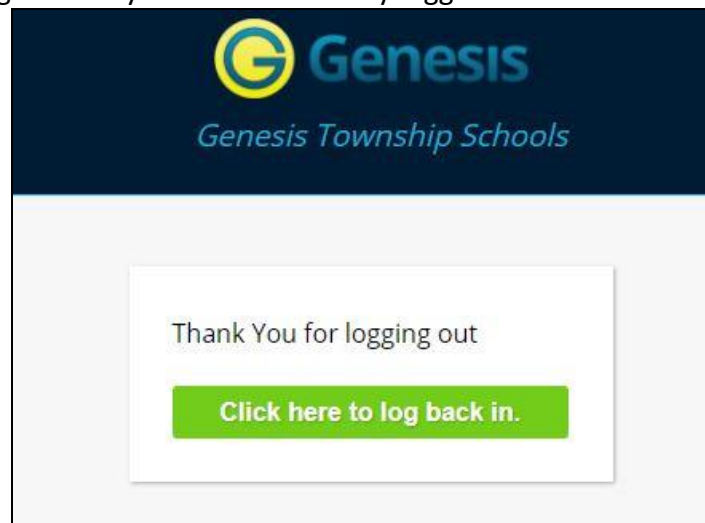 Genesis
Genesis Township Schools
Thank You for logging out
Click here to log back in.